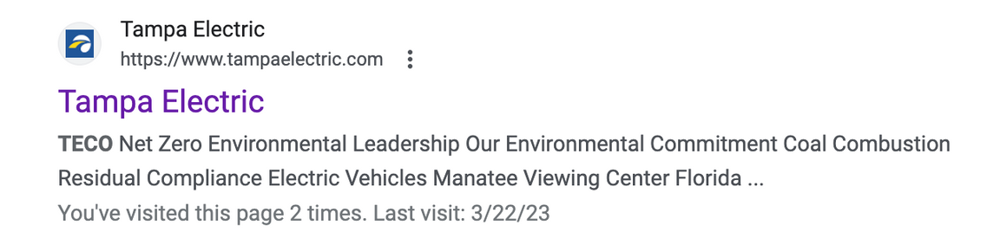 Tampa Electric
https://www.tampaelectric.com
Tampa Electric
TECO Net Zero Environmental Leadership Our Environmental Commitment Coal Combustion
Residual Compliance Electric Vehicles Manatee Viewing Center Florida ...
You've visited this page 2 times. Last visit: 3/22/23